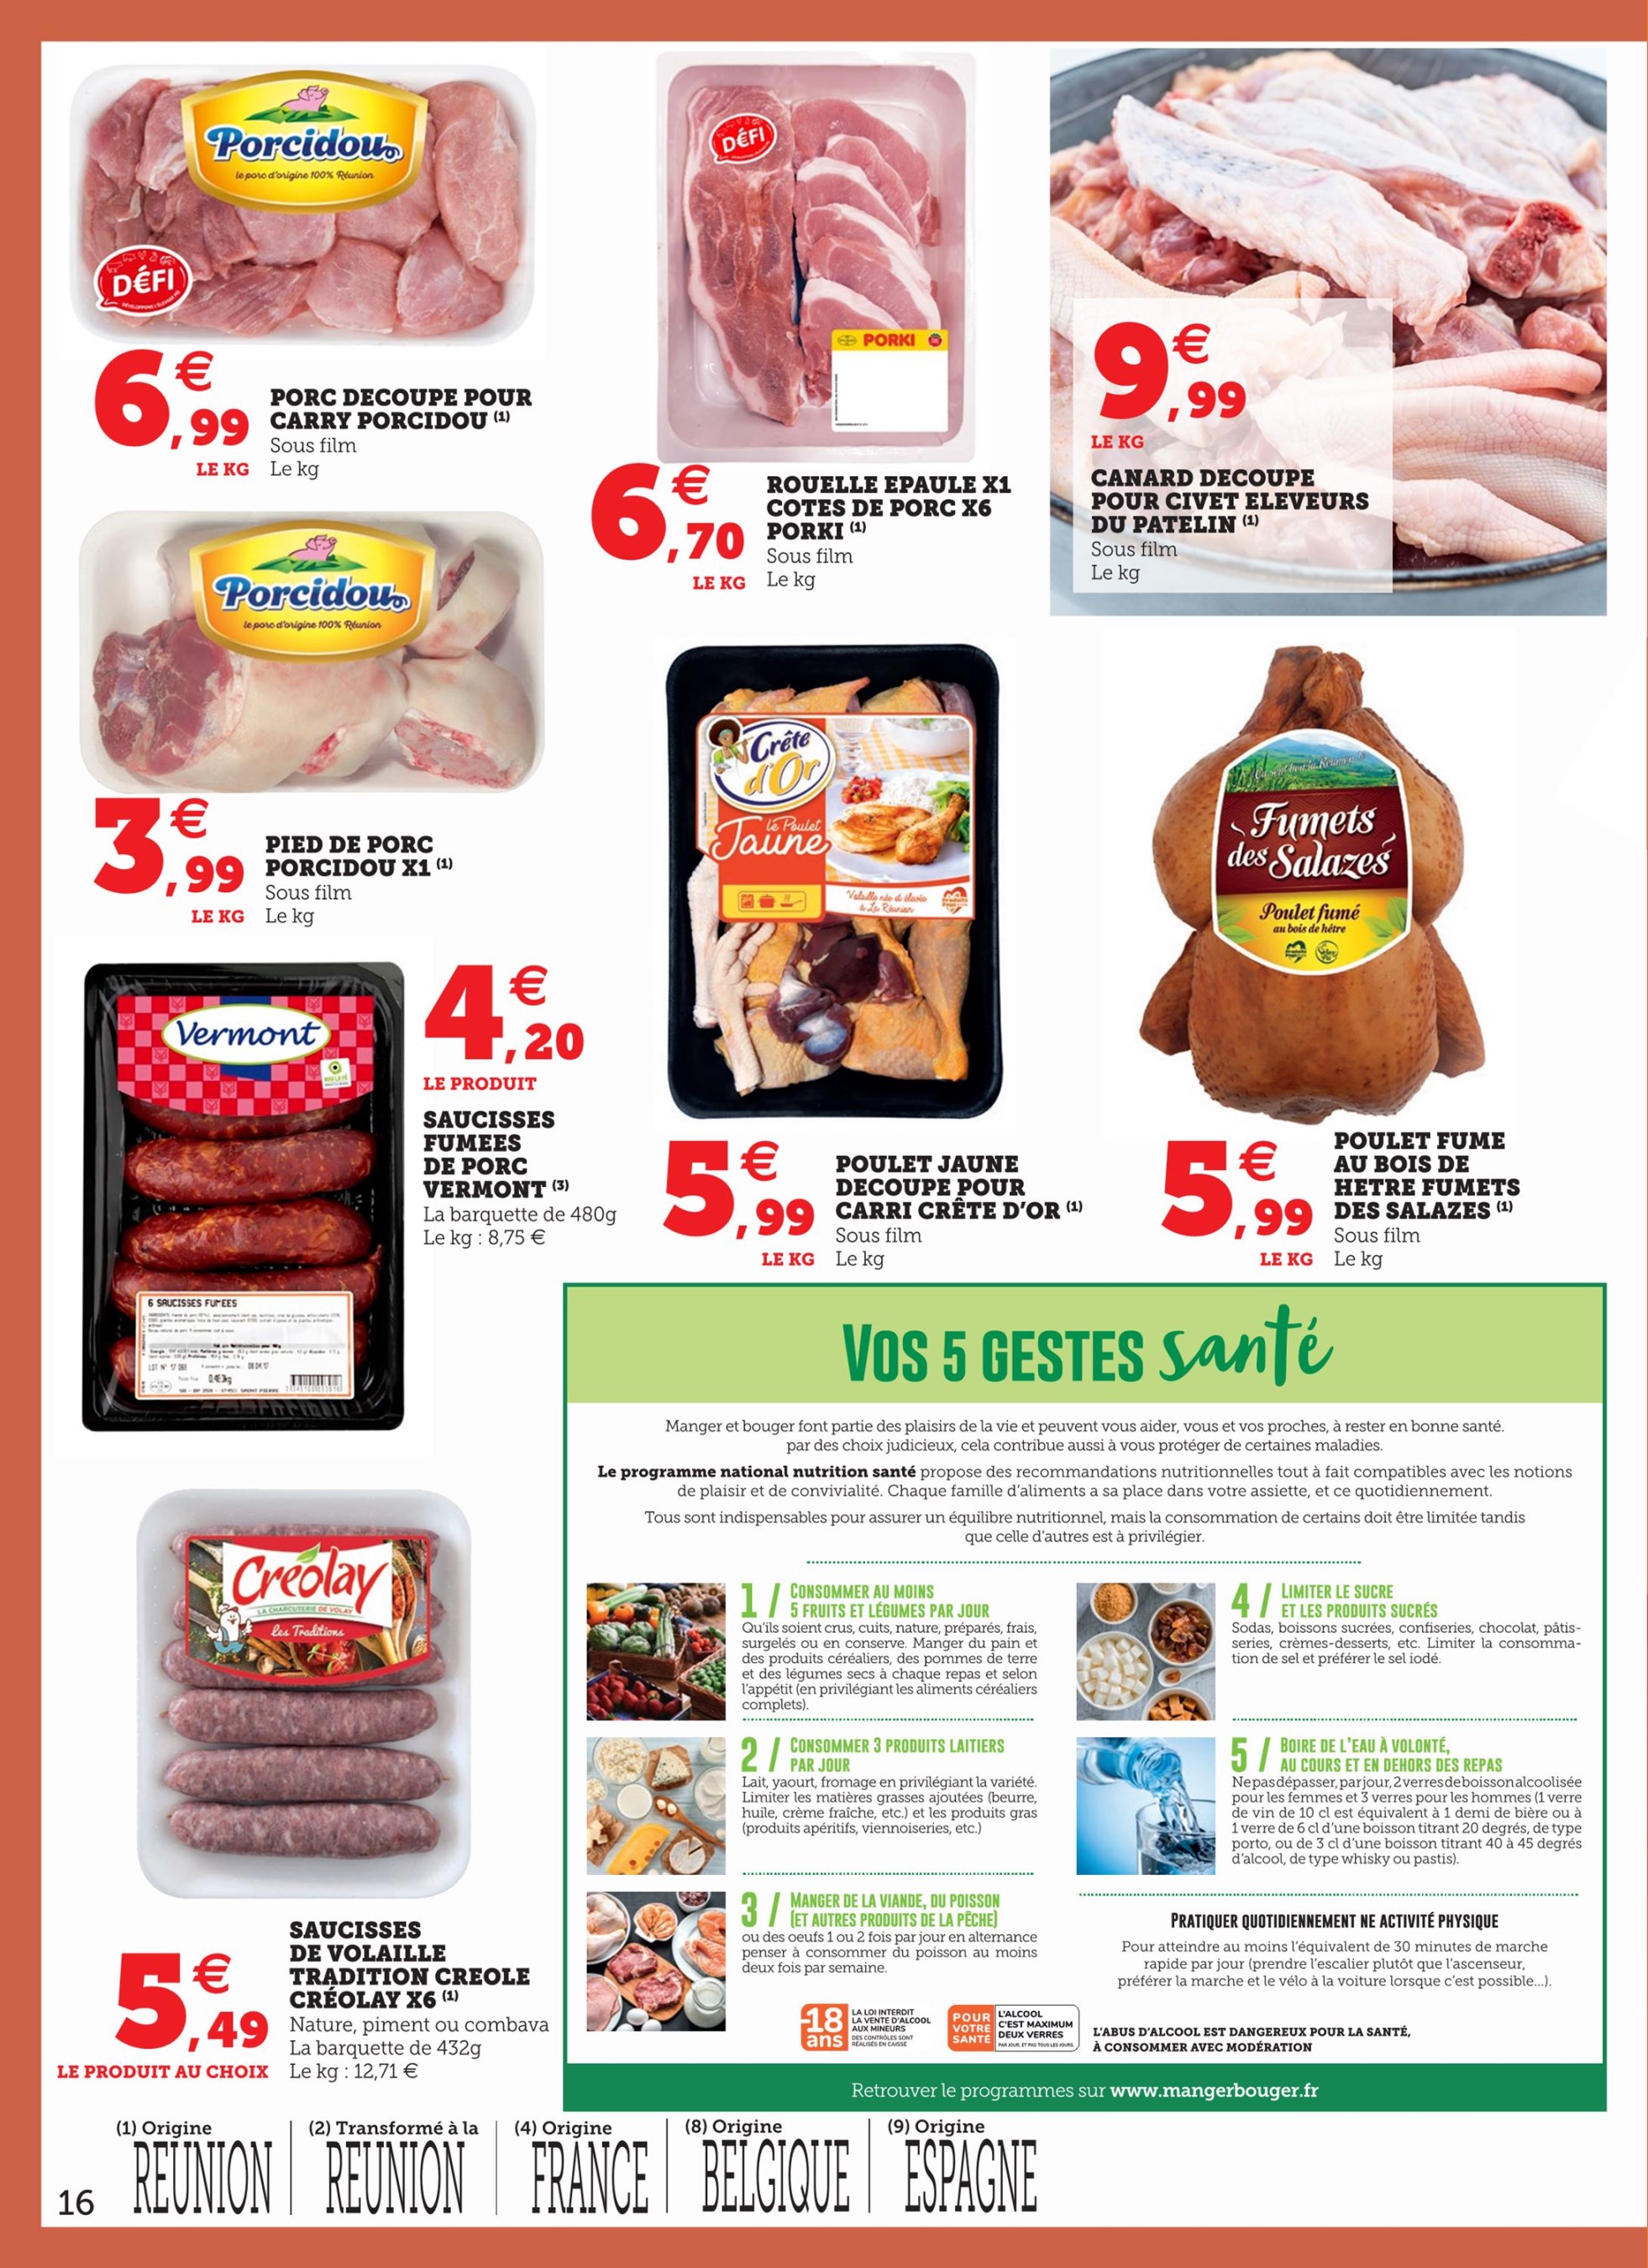 Porcidou
le porc d'origine 100% Réunion
DÉFI
6€,99
LE KG
PORC DECOUPE POUR
CARRY PORCIDOU (1)
Sous film
Le kg
DÉFI
PORKI
6€,70
LE KG
ROUELLE EPAULE X1
COTES DE PORC X6
PORKI (1)
Sous film
Le kg
9€,99
LE KG
CANARD DECOUPE
POUR CIVET ELEVEURS
DU PATELIN (1)
Sous film
Le kg
Porcidou
le porc d'origine 100% Réunion
3€,99
LE KG
PIED DE PORC
PORCIDOU X1 (1)
Sous film
Le kg
Vermont
6 SAUCISSES FUMEES
4€,20
LE PRODUIT
SAUCISSES
FUMEES
DE PORC
VERMONT (3)
La barquette de 480g
Le kg : 8,75 €
Crête
d'Or
le Poulet
Jaune
Volaille née et élevée
à La Réunion
5€,99
LE KG
POULET JAUNE
DECOUPE POUR
CARRI CRÊTE D'OR (1)
Sous film
Le kg
Fumets
des Salazes
Poulet fumé
au bois de hêtre
5€,99
LE KG
POULET FUME
AU BOIS DE
HETRE FUMETS
DES SALAZES (1)
Sous film
Le kg
Créolay
LA CHARCUTERIE DE VOLAY
Les Traditions
5€,49
LE PRODUIT AU CHOIX
SAUCISSES
DE VOLAILLE
TRADITION CREOLE
CRÉOLAY X6 (1)
Nature, piment ou combava
La barquette de 432g
Le kg : 12,71 €
VOS 5 GESTES santé
Manger et bouger font partie des plaisirs de la vie et peuvent vous aider, vous et vos proches, à rester en bonne santé.
par des choix judicieux, cela contribue aussi à vous protéger de certaines maladies.
Le programme national nutrition santé propose des recommandations nutritionnelles tout à fait compatibles avec les notions
de plaisir et de convivialité. Chaque famille d'aliments a sa place dans votre assiette, et ce quotidiennement.
Tous sont indispensables pour assurer un équilibre nutritionnel, mais la consommation de certains doit être limitée tandis
que celle d'autres est à privilégier.
1 / CONSOMMER AU MOINS
5 FRUITS ET LÉGUMES PAR JOUR
Qu'ils soient crus, cuits, nature, préparés, frais,
surgelés ou en conserve. Manger du pain et
des produits céréaliers, des pommes de terre
et des légumes secs à chaque repas et selon
l'appétit (en privilégiant les aliments céréaliers
complets).
2 / CONSOMMER 3 PRODUITS LAITIERS
PAR JOUR
Lait, yaourt, fromage en privilégiant la variété.
Limiter les matières grasses ajoutées (beurre,
huile, crème fraîche, etc.) et les produits gras
(produits apéritifs, viennoiseries, etc.)
3 / MANGER DE LA VIANDE, DU POISSON
(ET AUTRES PRODUITS DE LA PÊCHE)
ou des oeufs 1 ou 2 fois par jour en alternance
penser à consommer du poisson au moins
deux fois par semaine.
4 / LIMITER LE SUCRE
ET LES PRODUITS SUCRÉS
Sodas, boissons sucrées, confiseries, chocolat, pâtis-
series, crèmes-desserts, etc. Limiter la consomma-
tion de sel et préférer le sel iodé.
5 / BOIRE DE L'EAU À VOLONTÉ,
AU COURS ET EN DEHORS DES REPAS
Ne pas dépasser, par jour, 2 verres de boisson alcoolisée
pour les femmes et 3 verres pour les hommes (1 verre
de vin de 10 cl est équivalent à 1 demi de bière ou à
1 verre de 6 cl d'une boisson titrant 20 degrés, de type
porto, ou de 3 cl d'une boisson titrant 40 à 45 degrés
d'alcool, de type whisky ou pastis).
PRATIQUER QUOTIDIENNEMENT NE ACTIVITÉ PHYSIQUE
Pour atteindre au moins l'équivalent de 30 minutes de marche
rapide par jour (prendre l'escalier plutôt que l'ascenseur,
préférer la marche et le vélo à la voiture lorsque c'est possible...).
-18
ans
LA LOI INTERDIT
LA VENTE D'ALCOOL
AUX MINEURS
DES CONTRÔLES SONT
RÉALISÉS EN CAISSE
POUR
VOTRE
SANTÉ
L'ALCOOL
C'EST MAXIMUM
DEUX VERRES
PAR JOUR, ET PAS TOUS LES JOURS.
L'ABUS D'ALCOOL EST DANGEREUX POUR LA SANTÉ,
À CONSOMMER AVEC MODÉRATION
Retrouver le programmes sur www.mangerbouger.fr
(1) Origine
REUNION
(2) Transformé à la
REUNION
(4) Origine
FRANCE
(8) Origine
BELGIQUE
(9) Origine
ESPAGNE
16